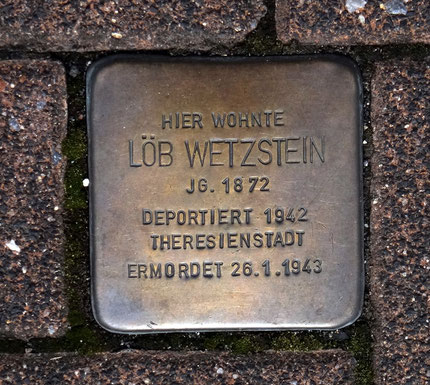 HIER WOHNTE
LÖB WETZSTEIN
JG. 1872
DEPORTIERT 1942
THERESIENSTADT
ERMORDET 26.1.1943